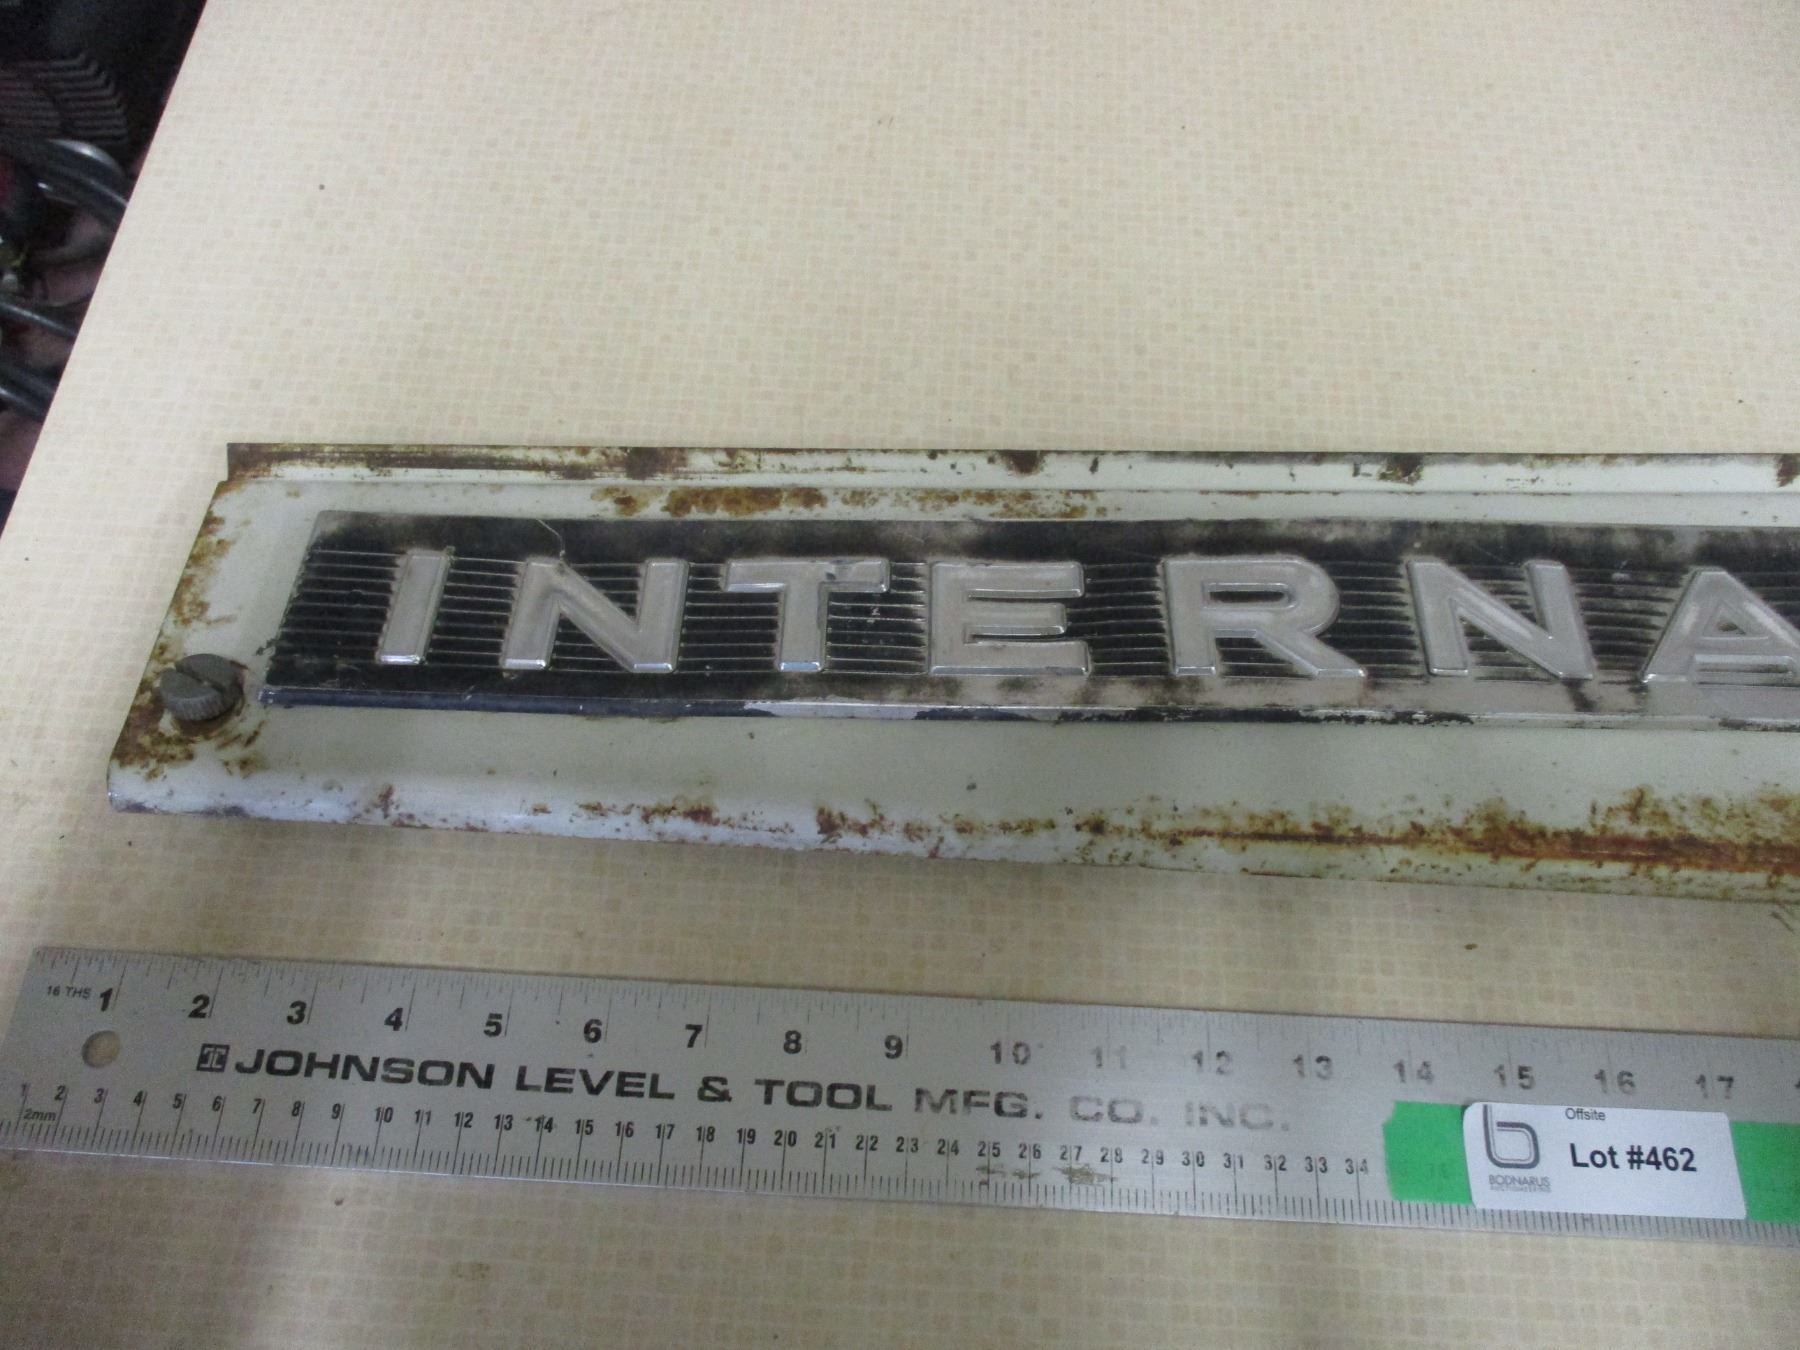 INTERNA
16 THS 1 2 3 4 5 6 7 8 9 10 11 12 13 14 15 16 17
JOHNSON LEVEL & TOOL MFG. CO. INC.
1 2 3 4 5 6 7 8 9 10 11 12 13 14 15 16 17 18 19 20 21 22 23 24 25 26 27 28 29 30 31 32 33 34
2mm
Offsite
Lot #462
b
BODNARUS
AUCTIONEERING